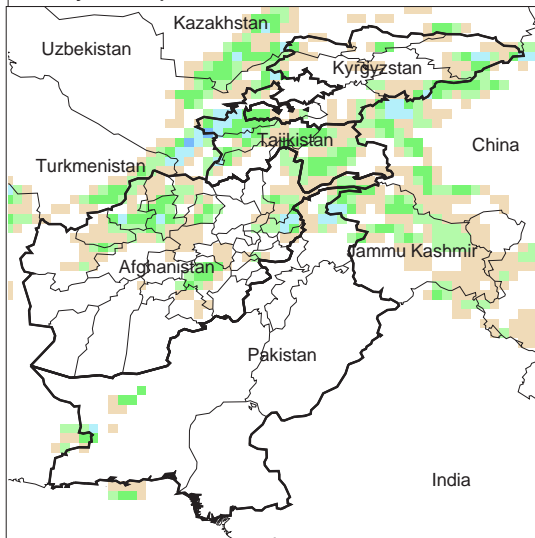 Kazakhstan
Uzbekistan
Kyrgyzstan
Tajikistan
China
Turkmenistan
Jammu Kashmir
Afghanistan
Pakistan
India